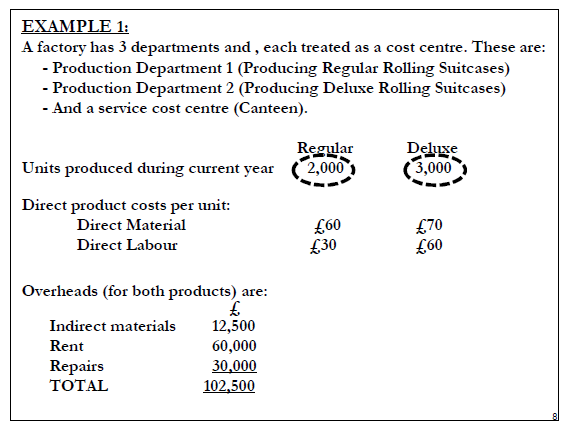 EXAMPLE 1:
A factory has 3 departments and , each treated as a cost centre. These are:
- Production Department 1 (Producing Regular Rolling Suitcases)
- Production Department 2 (Producing Deluxe Rolling Suitcases)
- And a service cost centre (Canteen).
Regular Deluxe
Units produced during current year 2,000 3,000
Direct product costs per unit:
Direct Material £60 £70
Direct Labour £30 £60
Overheads (for both products) are:
£
Indirect materials 12,500
Rent 60,000
Repairs 30,000
TOTAL 102,500
8